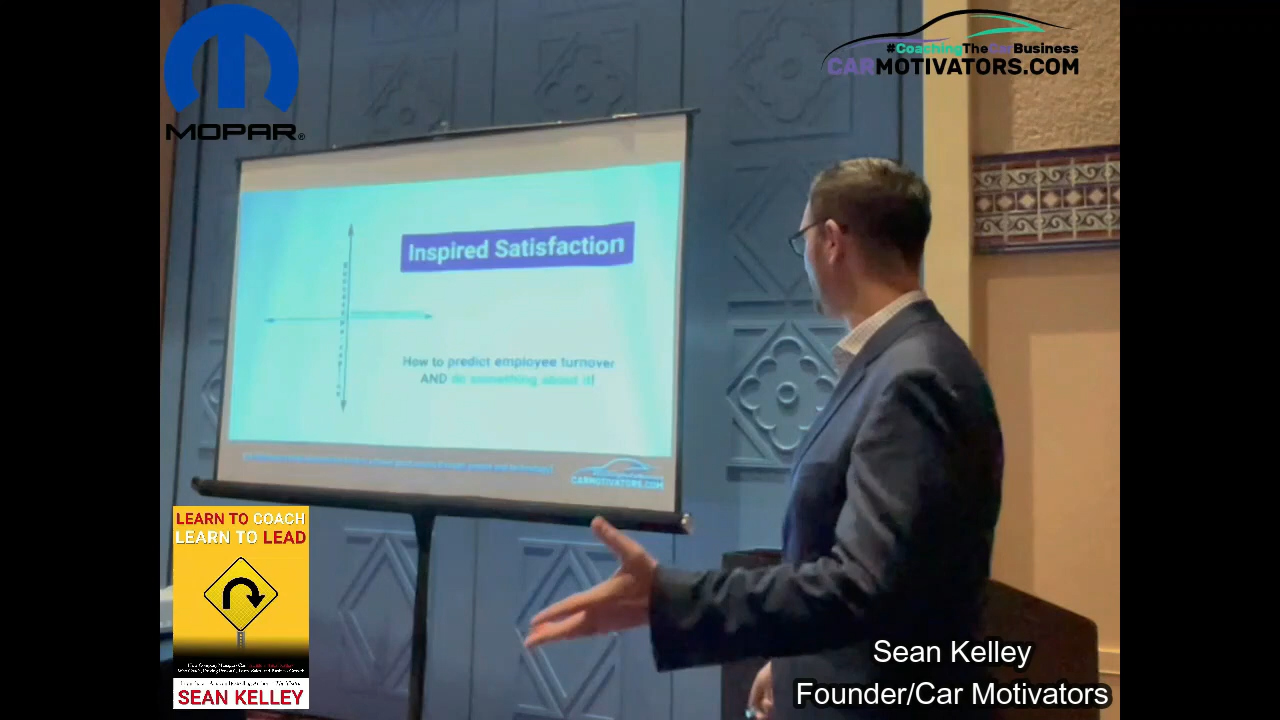 MOPAR®
#CoachingTheCarBusiness
CARMOTIVATORS.COM
Inspired Satisfaction
How to predict employee turnover
AND do something about it!
CARMOTIVATORS.COM
LEARN TO COACH
LEARN TO LEAD
SEAN KELLEY
Sean Kelley
Founder/Car Motivators